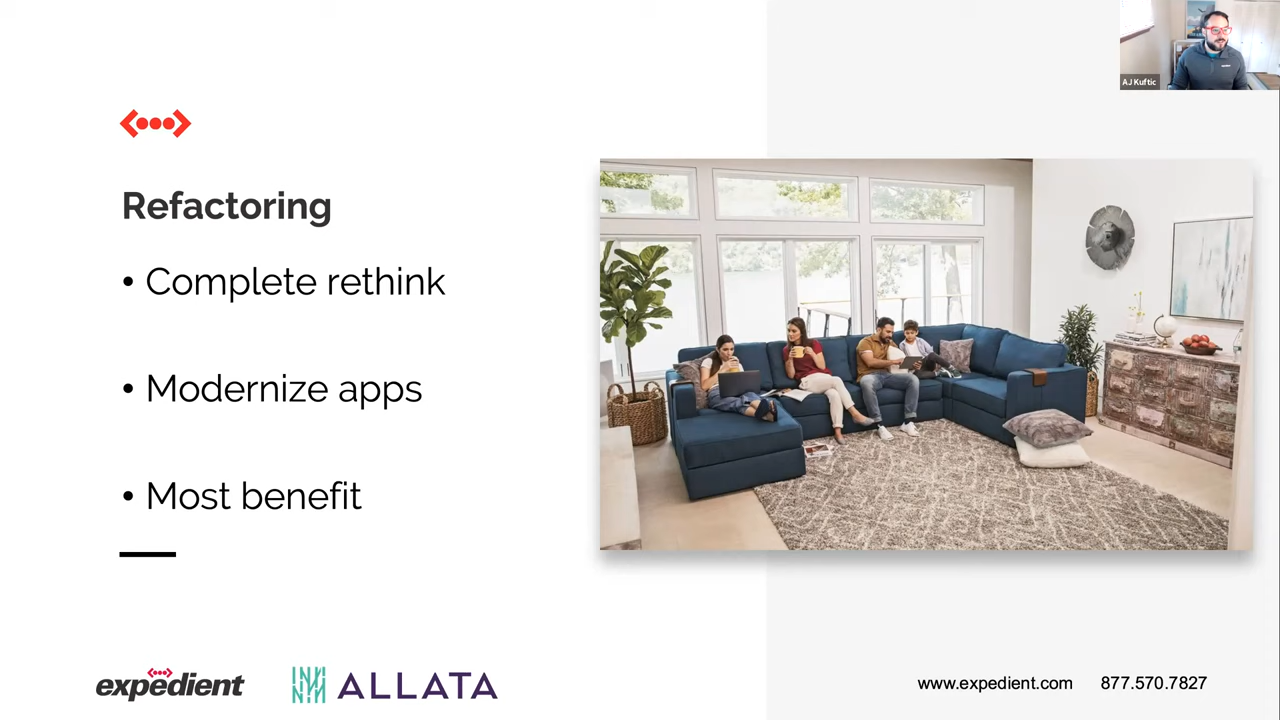 AJ Kuftic
Refactoring
• Complete rethink
• Modernize apps
• Most benefit
expedient
ALLATA
www.expedient.com 877.570.7827